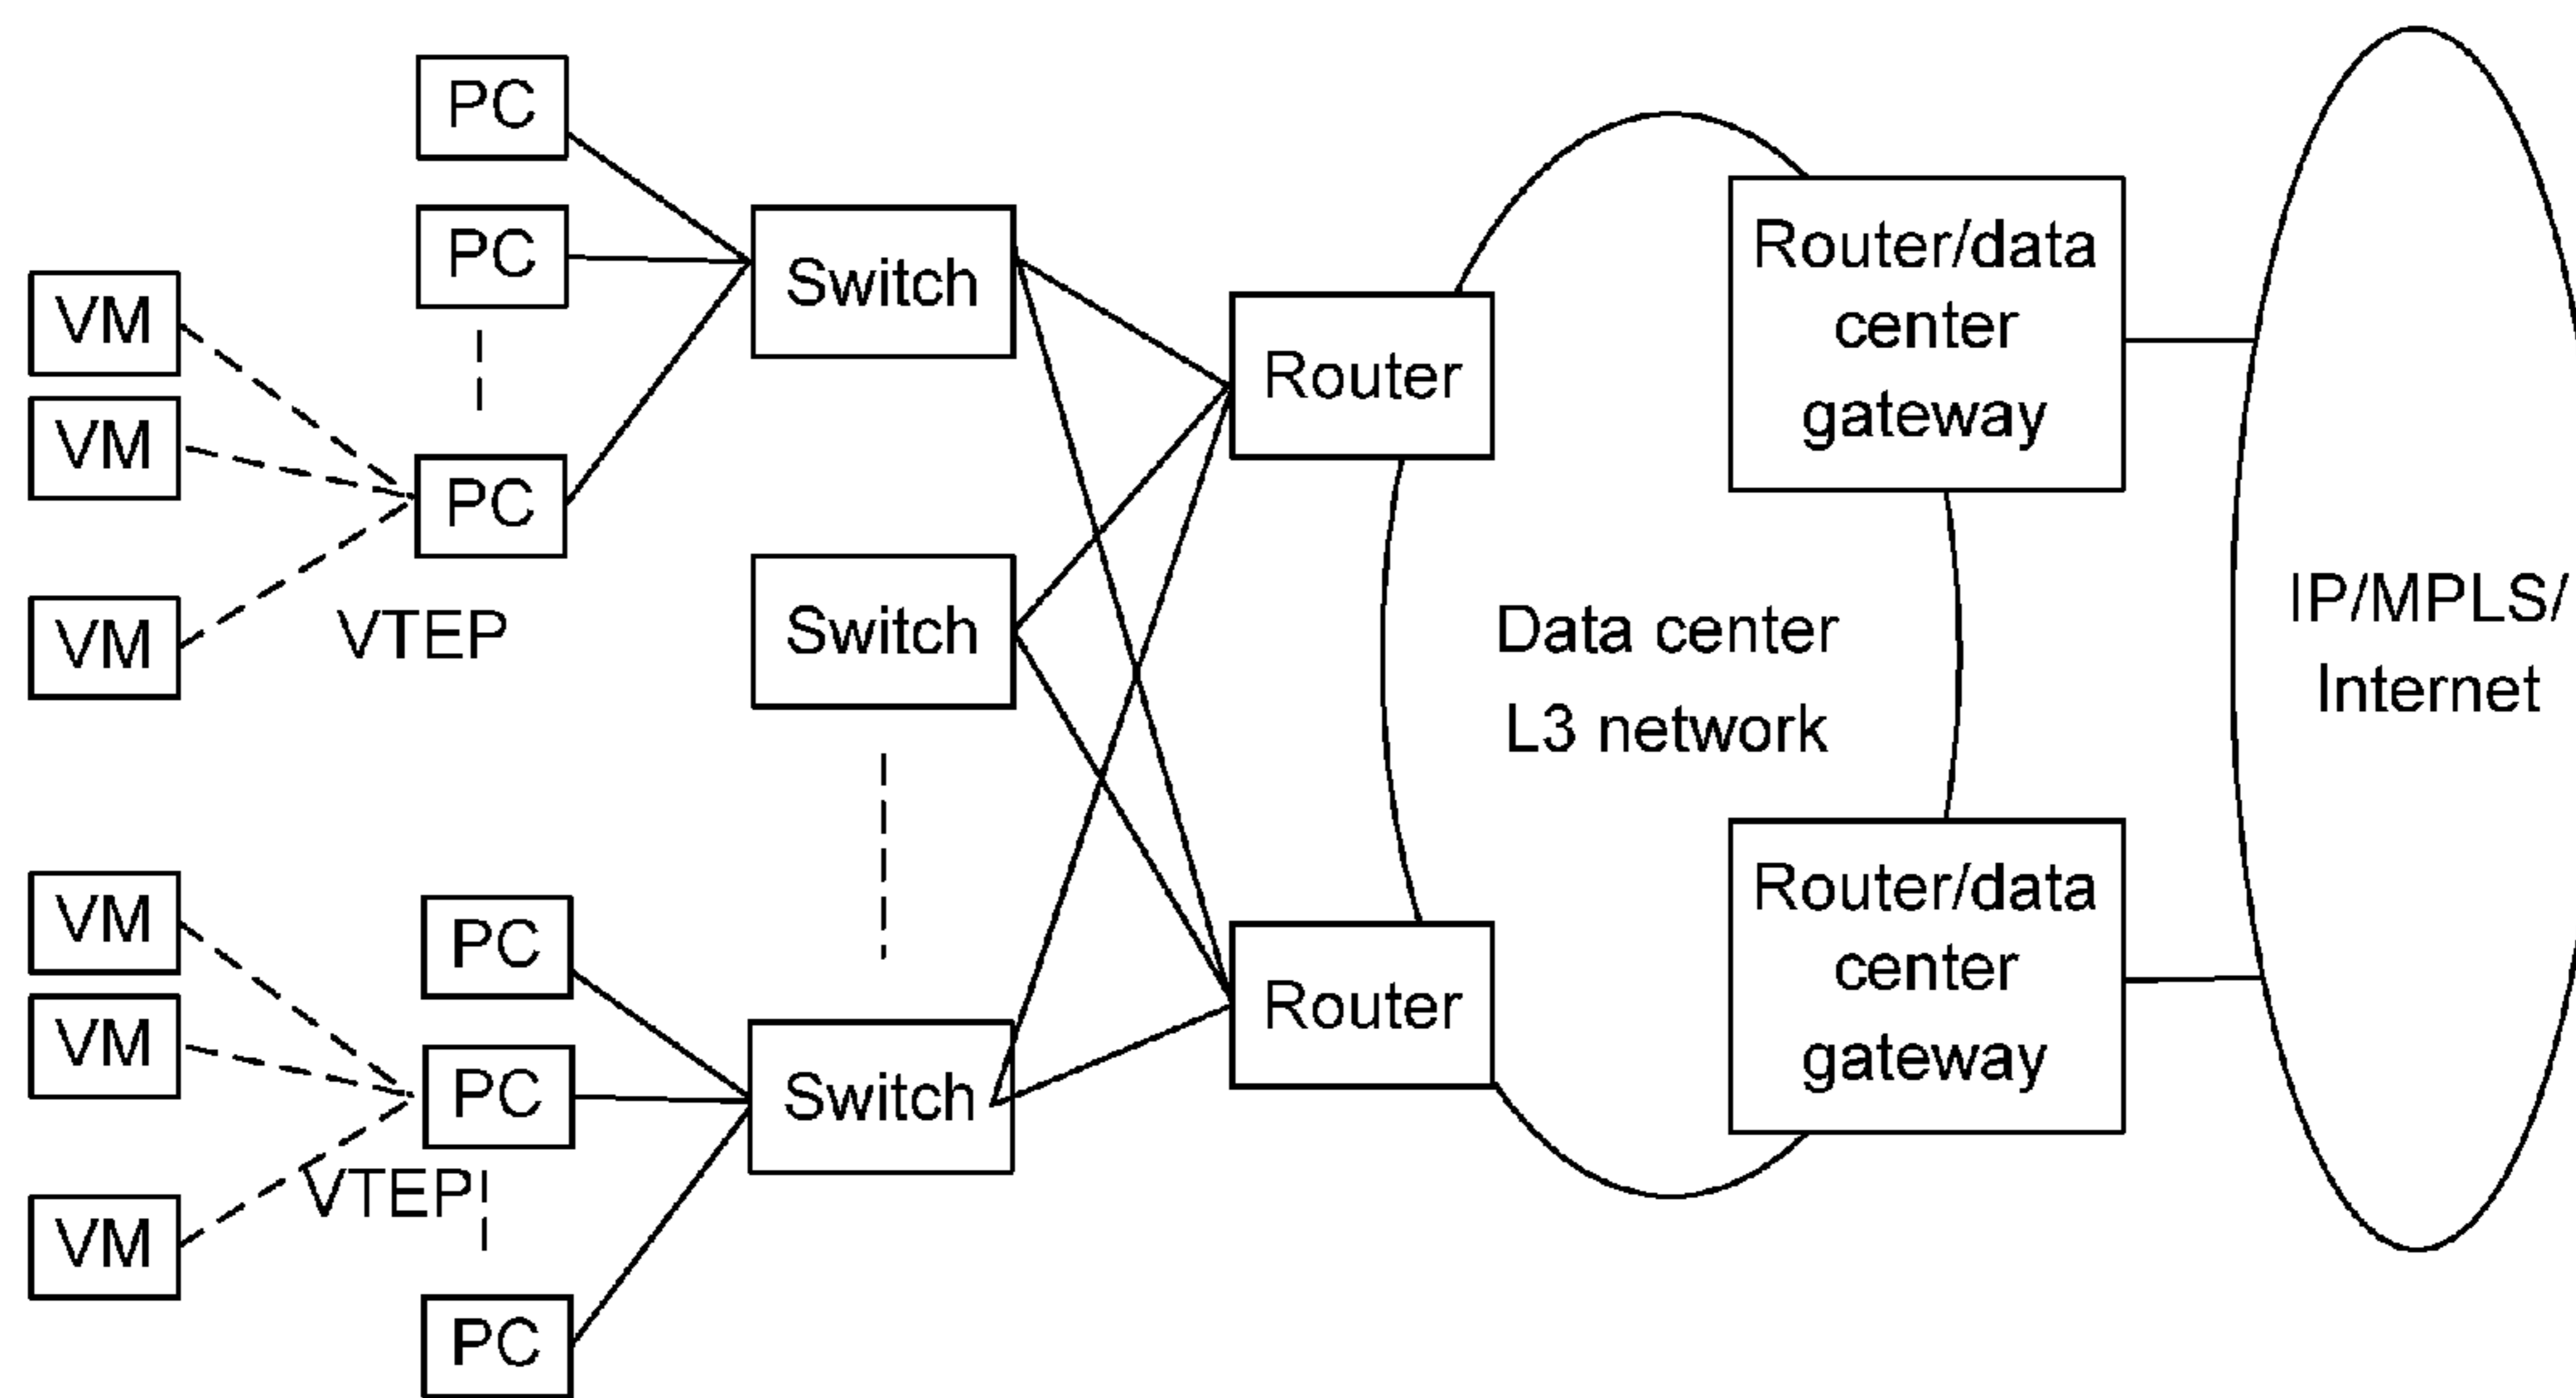 PC
PC
VM
VM
PC
VM
VTEP
Switch
Switch
Router
Router/data
center
gateway
Data center
L3 network
IP/MPLS/
Internet
VM
VM
VM
PC
PC
VTEP
PC
Switch
Router
Router/data
center
gateway